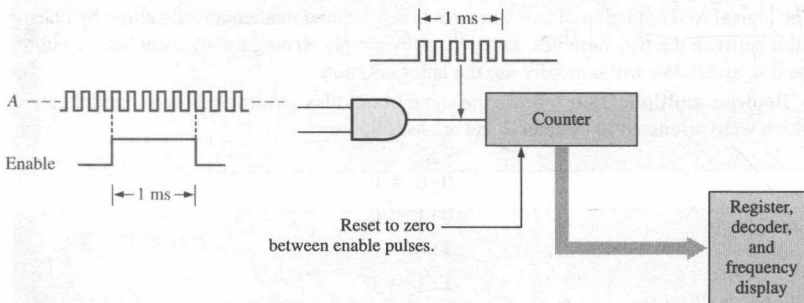 1 ms
A
Enable
1 ms
Counter
Reset to zero
between enable pulses.
Register,
decoder,
and
frequency
display